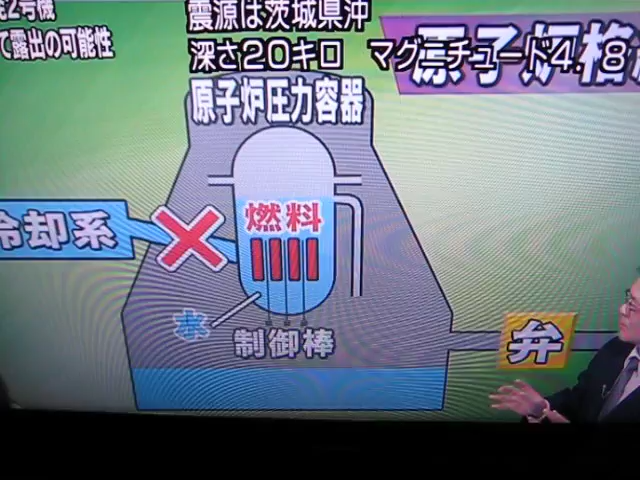 2号機
て露出の可能性
震源は茨城県沖
深さ20キロ マグニチュード4.8
原子炉格
原子炉圧力容器
冷却系
燃料
水
制御棒
弁